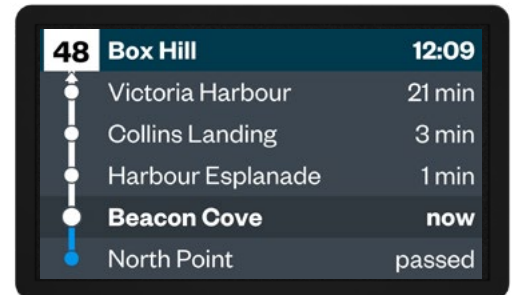 48 Box Hill 12:09
Victoria Harbour 21 min
Collins Landing 3 min
Harbour Esplanade 1 min
Beacon Cove now
North Point passed